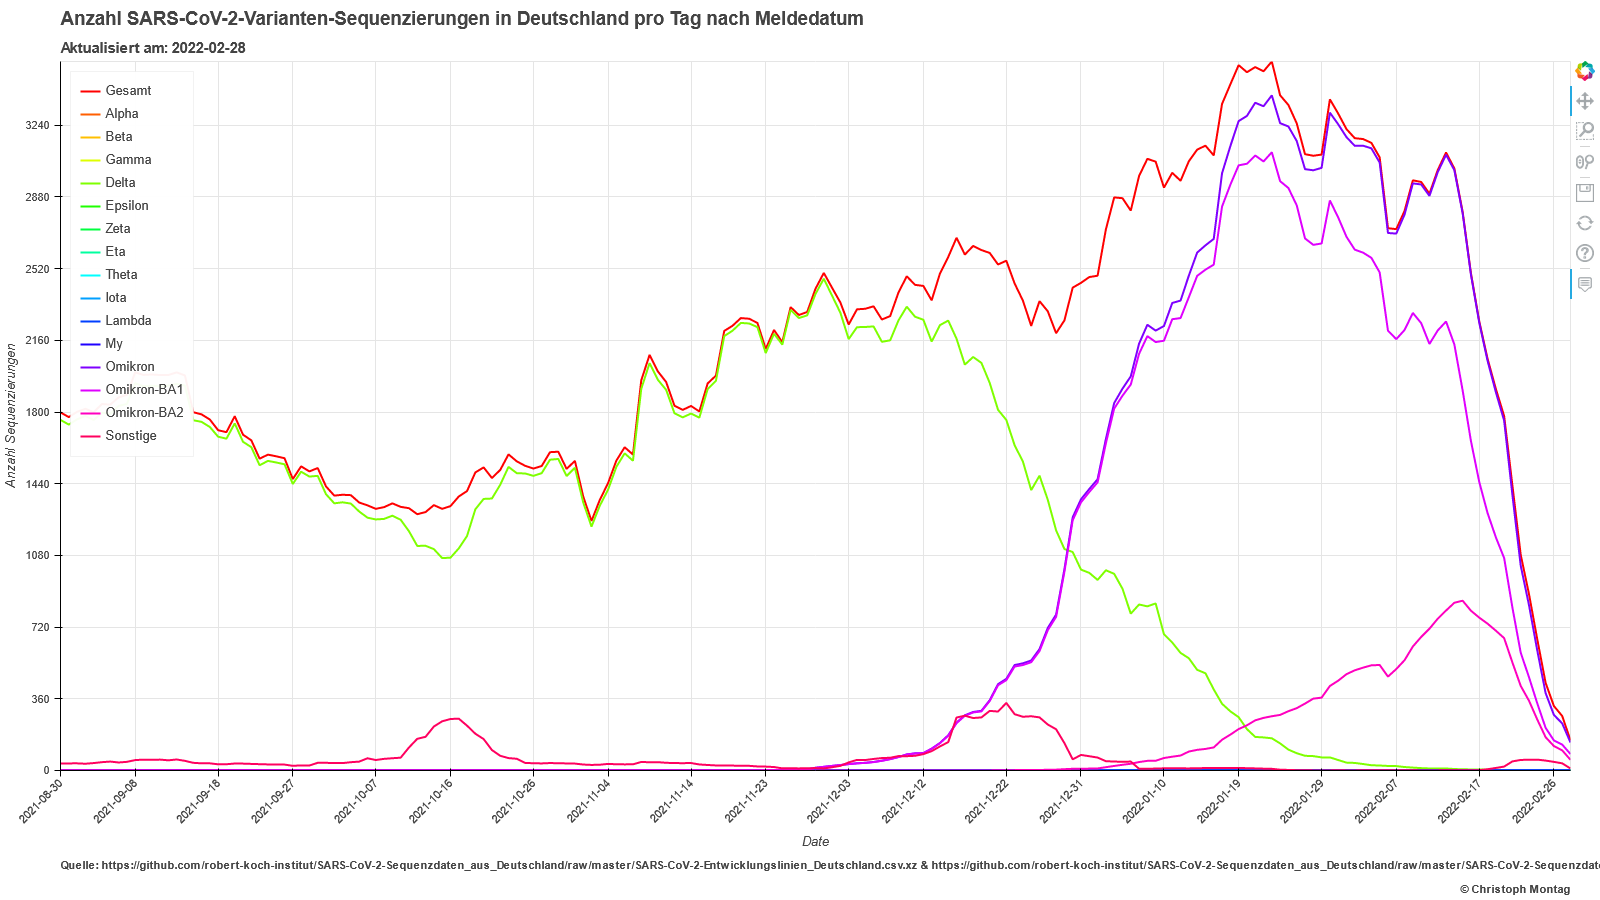 Anzahl SARS-CoV-2-Varianten-Sequenzierungen in Deutschland pro Tag nach Meldedatum
Aktualisiert am: 2022-02-28
Gesamt
Alpha
Beta
Gamma
Delta
Epsilon
Zeta
Eta
Theta
Iota
Lambda
My
Omikron
Omikron-BA1
Omikron-BA2
Sonstige
Anzahl Sequenzierungen
3240
2880
2520
2160
1800
1440
1080
720
360
0
2021-08-30
2021-09-08
2021-09-18
2021-09-27
2021-10-07
2021-10-16
2021-10-26
2021-11-04
2021-11-14
2021-11-23
2021-12-03
2021-12-12
2021-12-22
2021-12-31
2022-01-10
2022-01-19
2022-01-29
2022-02-07
2022-02-17
2022-02-26
Date
Quelle: https://github.com/robert-koch-institut/SARS-CoV-2-Sequenzdaten_aus_Deutschland/raw/master/SARS-CoV-2-Entwicklungslinien_Deutschland.csv.xz & https://github.com/robert-koch-institut/SARS-CoV-2-Sequenzdaten_aus_Deutschland/raw/master/SARS-CoV-2-Sequenzdate
© Christoph Montag